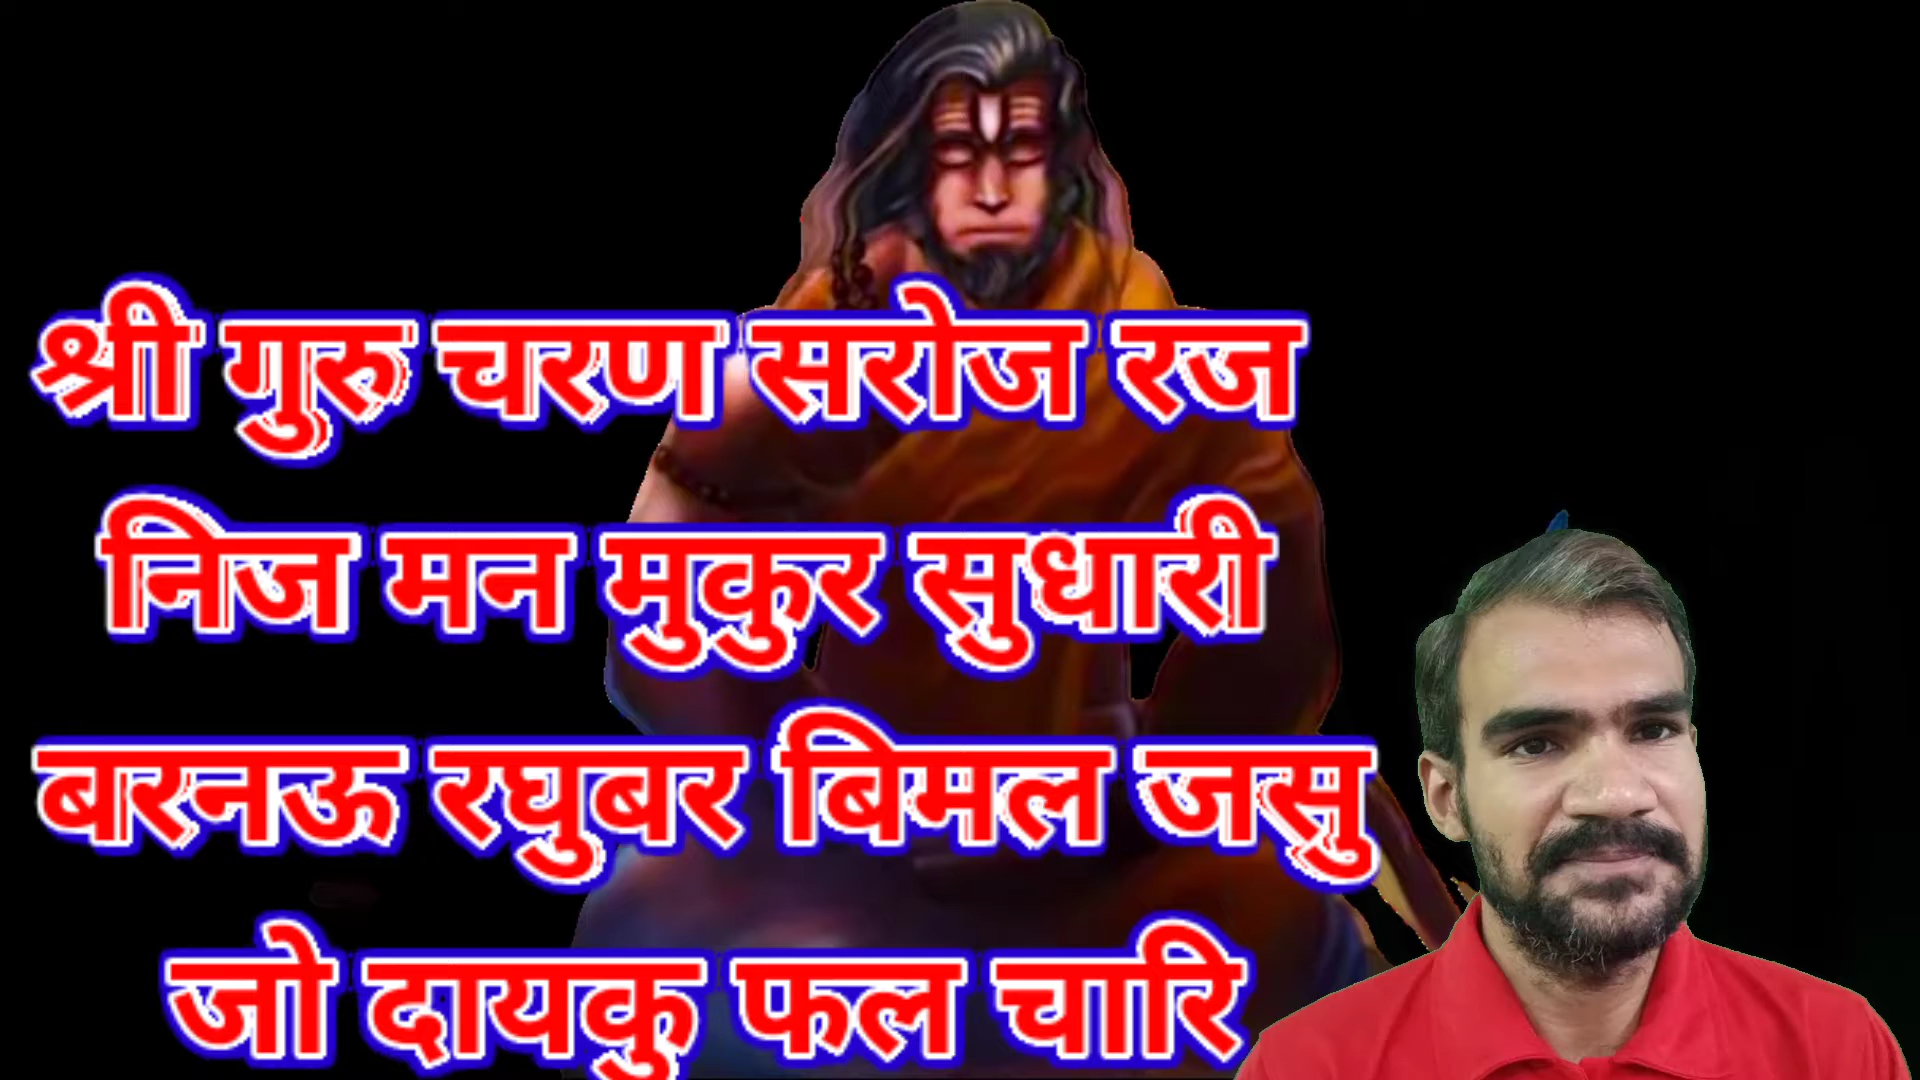 श्री गुरु चरण सरोज रज
निज मन मुकुर सुधारी
बरनऊ रघुबर बिमल जसु
जो दायकु फल चारि